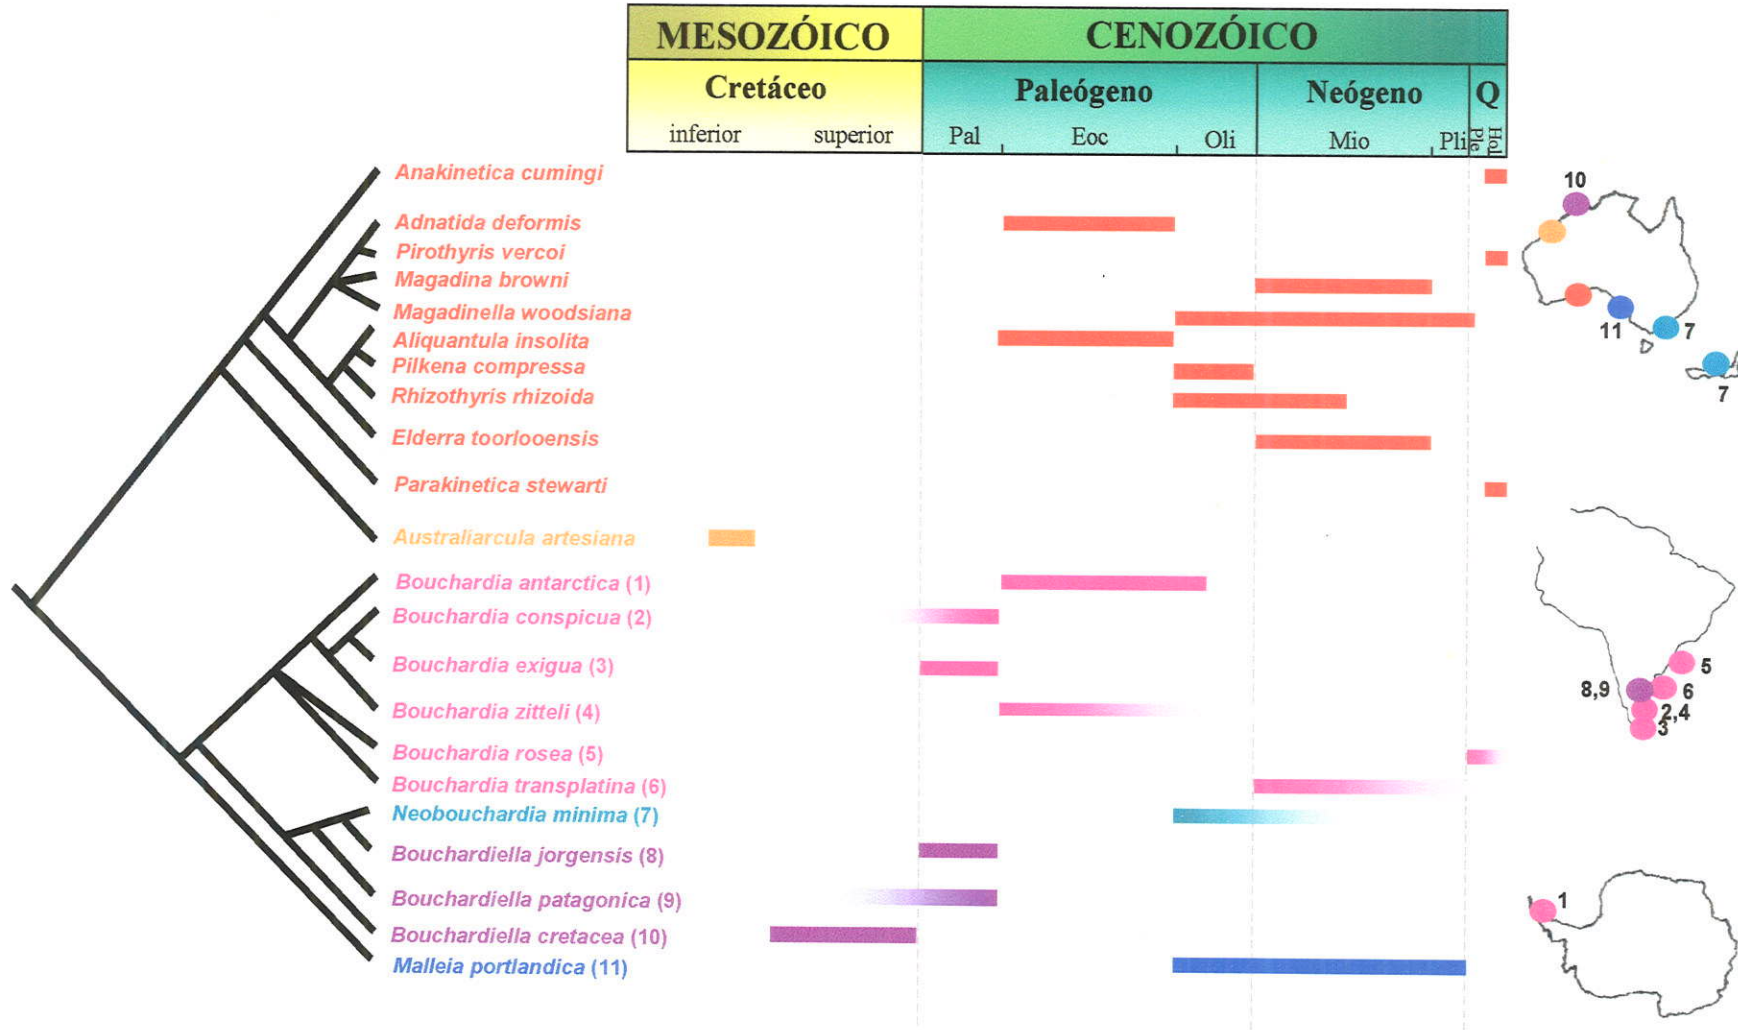 MESOZÓICO CENOZÓICO
Cretáceo Paleógeno Neógeno Q
inferior superior Pal Eoc Oli Mio Pli Ple Hol
Anakinetica cumingi
Adnatida deformis
Pirothyris vercoi
Magadina browni
Magadinella woodsiana
Aliquantula insolita
Pilkena compressa
Rhizothyris rhizoida
Elderra toorlooensis
Parakinetica stewarti
Australiarcula artesiana
Bouchardia antarctica (1)
Bouchardia conspicua (2)
Bouchardia exigua (3)
Bouchardia zitteli (4)
Bouchardia rosea (5)
Bouchardia transplatina (6)
Neobouchardia minima (7)
Bouchardiella jorgensis (8)
Bouchardiella patagonica (9)
Bouchardiella cretacea (10)
Malleia portlandica (11)
10
11 7
7
5
8,9 6
2,4
3
1